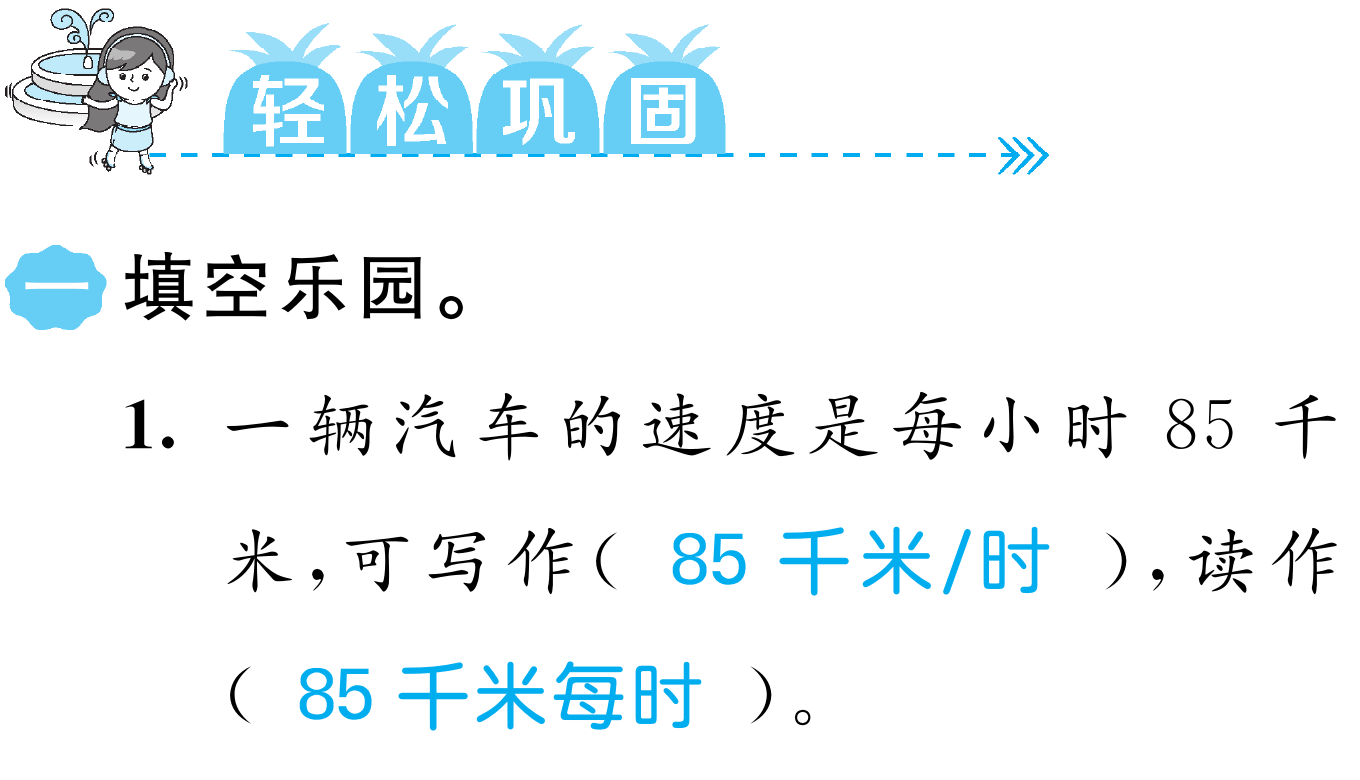 轻松巩固
一 填空乐园。
1. 一辆汽车的速度是每小时 85 千
米,可写作( 85 千米/时 ),读作
( 85 千米每时 )。